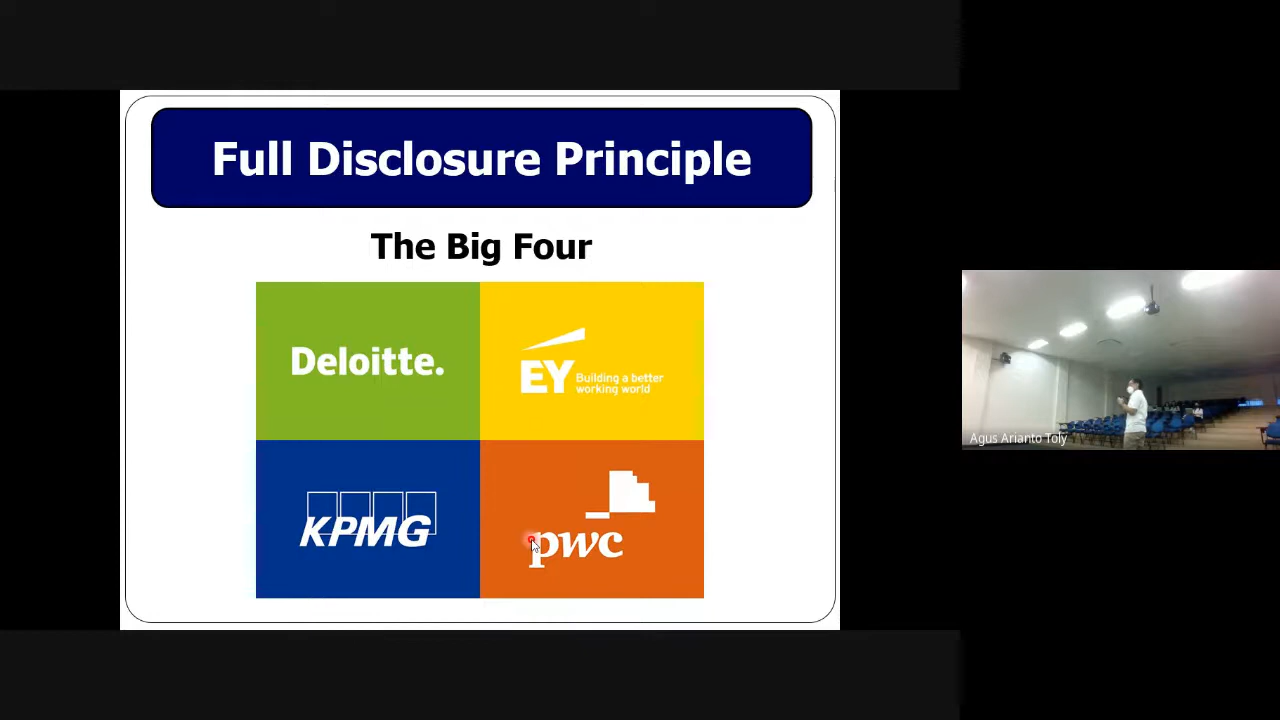 Full Disclosure Principle
The Big Four
Deloitte.
EY Building a better
working world
KPMG
pwc
Agus Arianto Toly